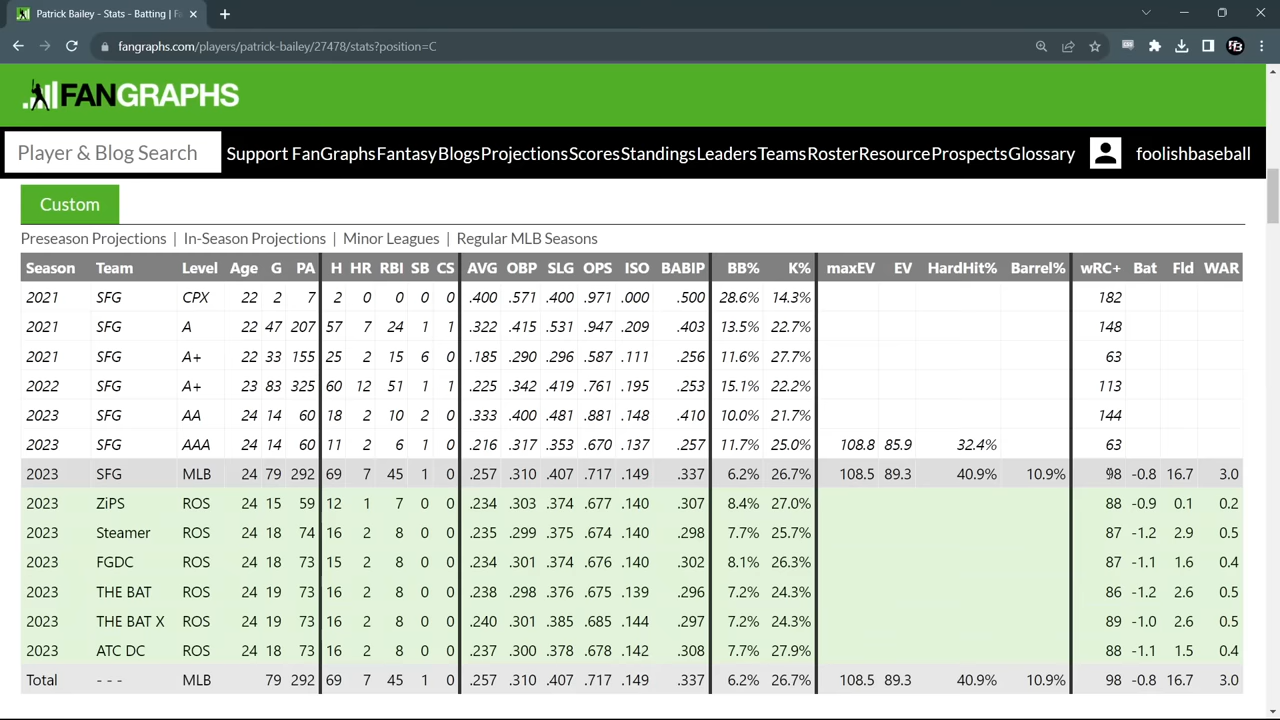 Patrick Bailey - Stats - Batting | F
fangraphs.com/players/patrick-bailey/27478/stats?position=C
FANGRAPHS
Player & Blog Search Support FanGraphs Fantasy Blogs Projections Scores Standings Leaders Teams RosterResource Prospects Glossary foolishbaseball
Custom
Preseason Projections | In-Season Projections | Minor Leagues | Regular MLB Seasons
Season Team Level Age G PA H HR RBI SB CS AVG OBP SLG OPS ISO BABIP BB% K% maxEV EV HardHit% Barrel% wRC+ Bat Fld WAR
2021 SFG CPX 22 2 7 2 0 0 0 0 .400 .571 .400 .971 .000 .500 28.6% 14.3% 182
2021 SFG A 22 47 207 57 7 24 1 1 .322 .415 .531 .947 .209 .403 13.5% 22.7% 148
2021 SFG A+ 22 33 155 25 2 15 6 0 .185 .290 .296 .587 .111 .256 11.6% 27.7% 63
2022 SFG A+ 23 83 325 60 12 51 1 1 .225 .342 .419 .761 .195 .253 15.1% 22.2% 113
2023 SFG AA 24 14 60 18 2 10 2 0 .333 .400 .481 .881 .148 .410 10.0% 21.7% 144
2023 SFG AAA 24 14 60 11 2 6 1 0 .216 .317 .353 .670 .137 .257 11.7% 25.0% 108.8 85.9 32.4% 63
2023 SFG MLB 24 79 292 69 7 45 1 0 .257 .310 .407 .717 .149 .337 6.2% 26.7% 108.5 89.3 40.9% 10.9% 98 -0.8 16.7 3.0
2023 ZiPS ROS 24 15 59 12 1 7 0 0 .234 .303 .374 .677 .140 .307 8.4% 27.0% 88 -0.9 0.1 0.2
2023 Steamer ROS 24 18 74 16 2 8 0 0 .235 .299 .375 .674 .140 .298 7.7% 25.7% 87 -1.2 2.9 0.5
2023 FGDC ROS 24 18 73 15 2 8 0 0 .234 .301 .374 .676 .140 .302 8.1% 26.3% 87 -1.1 1.6 0.4
2023 THE BAT ROS 24 19 73 16 2 8 0 0 .238 .298 .376 .675 .139 .296 7.2% 24.3% 86 -1.2 2.6 0.5
2023 THE BAT X ROS 24 19 73 16 2 8 0 0 .240 .301 .385 .685 .144 .297 7.2% 24.3% 89 -1.0 2.6 0.5
2023 ATC DC ROS 24 18 73 16 2 8 0 0 .237 .300 .378 .678 .142 .308 7.7% 27.9% 88 -1.1 1.5 0.4
Total - - - MLB 79 292 69 7 45 1 0 .257 .310 .407 .717 .149 .337 6.2% 26.7% 108.5 89.3 40.9% 10.9% 98 -0.8 16.7 3.0